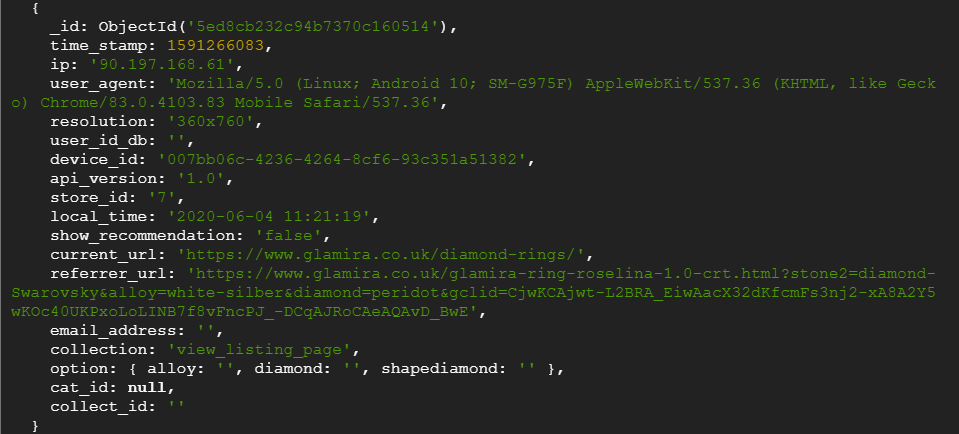 {
_id: ObjectId('5ed8cb232c94b7370c160514'),
time_stamp: 1591266083,
ip: '90.197.168.61',
user_agent: 'Mozilla/5.0 (Linux; Android 10; SM-G975F) AppleWebKit/537.36 (KHTML, like Geck
o) Chrome/83.0.4103.83 Mobile Safari/537.36',
resolution: '360x760',
user_id_db: '',
device_id: '007bb06c-4236-4264-8cf6-93c351a51382',
api_version: '1.0',
store_id: '7',
local_time: '2020-06-04 11:21:19',
show_recommendation: 'false',
current_url: 'https://www.glamira.co.uk/diamond-rings/',
referrer_url: 'https://www.glamira.co.uk/glamira-ring-roselina-1.0-crt.html?stone2=diamond-
Swarovsky&alloy=white-silber&diamond=peridot&gclid=CjwKCAjwt-L2BRA_EiwAacX32dKfcmFs3nj2-xA8A2Y5
wKOc40UKPxoLoLINB7f8vFncPJ_-DCqAJRoCAeAQAvD_BwE',
email_address: '',
collection: 'view_listing_page',
option: { alloy: '', diamond: '', shapediamond: '' },
cat_id: null,
collect_id: ''
}